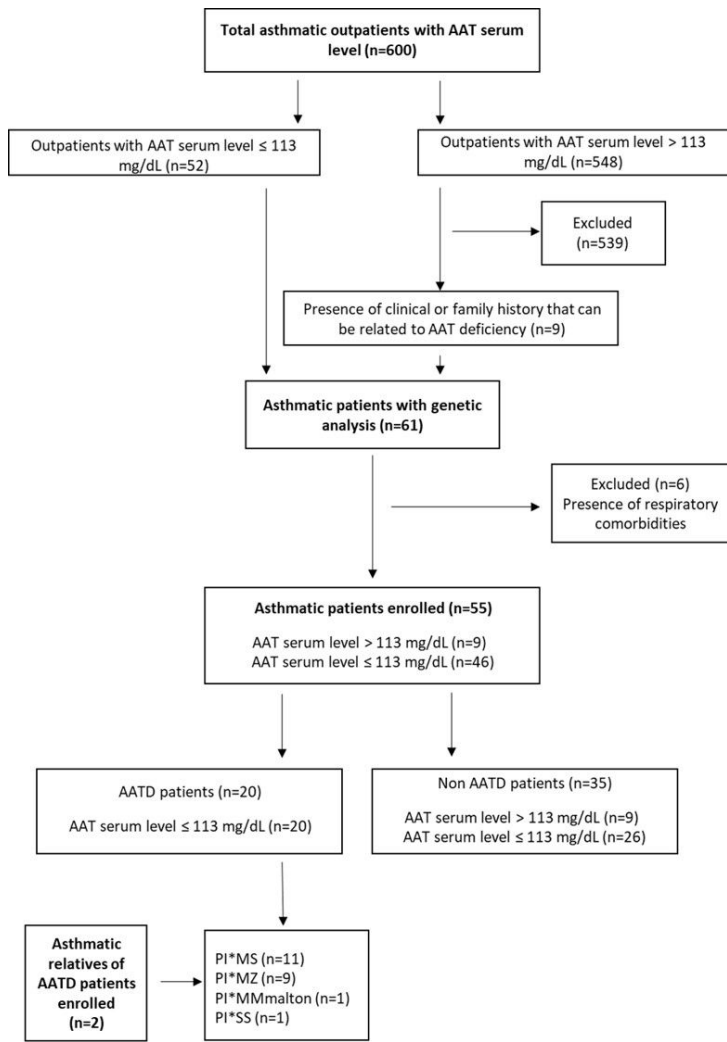 Total asthmatic outpatients with AAT serum
level (n=600)
Outpatients with AAT serum level ≤ 113
mg/dL (n=52)
Outpatients with AAT serum level > 113
mg/dL (n=548)
Excluded
(n=539)
Presence of clinical or family history that can
be related to AAT deficiency (n=9)
Asthmatic patients with genetic
analysis (n=61)
Excluded (n=6)
Presence of respiratory
comorbidities
Asthmatic patients enrolled (n=55)
AAT serum level > 113 mg/dL (n=9)
AAT serum level ≤ 113 mg/dL (n=46)
AATD patients (n=20)
AAT serum level ≤ 113 mg/dL (n=20)
Non AATD patients (n=35)
AAT serum level > 113 mg/dL (n=9)
AAT serum level ≤ 113 mg/dL (n=26)
Asthmatic
relatives of
AATD patients
enrolled
(n=2)
PI*MS (n=11)
PI*MZ (n=9)
PI*MMmalton (n=1)
PI*SS (n=1)